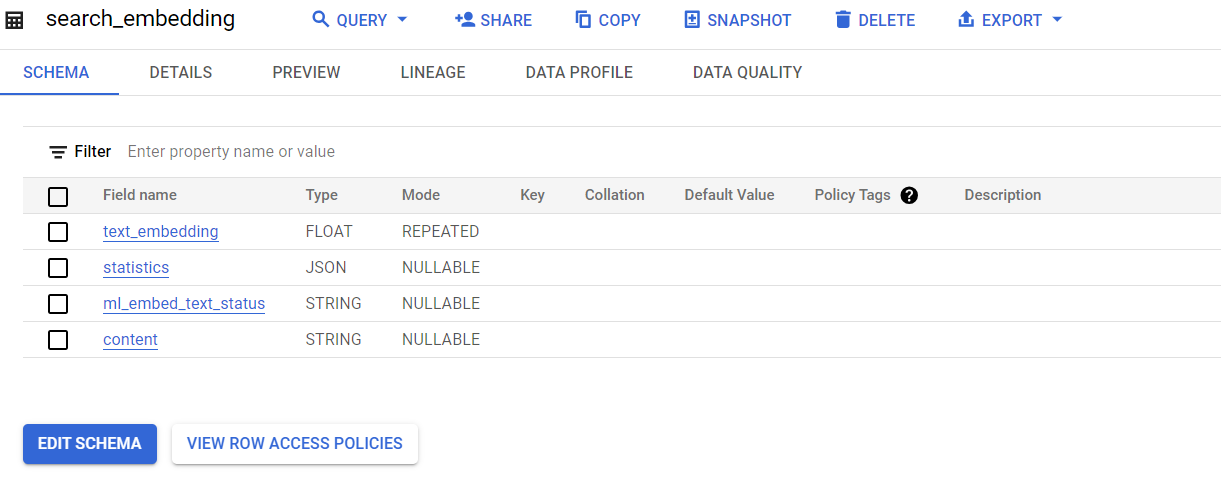 search_embedding QUERY SHARE COPY SNAPSHOT DELETE EXPORT
SCHEMA DETAILS PREVIEW LINEAGE DATA PROFILE DATA QUALITY
Filter Enter property name or value
Field name Type Mode Key Collation Default Value Policy Tags ? Description
text_embedding FLOAT REPEATED
statistics JSON NULLABLE
ml_embed_text_status STRING NULLABLE
content STRING NULLABLE
EDIT SCHEMA VIEW ROW ACCESS POLICIES